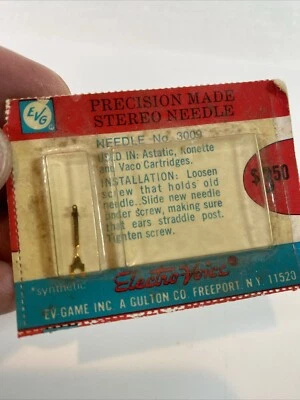 EVG
PRECISION MADE
STEREO NEEDLE
NEEDLE No. 3009
USED IN: Astatic, Ronette
and Vaco Cartridges.
INSTALLATION: Loosen
screw that holds old
needle. Slide new needle
under screw, making sure
that ears straddle post.
Tighten screw.
50
*synthetic
Electro-Voice®
EV-GAME INC. A GULTON CO. FREEPORT, N.Y. 11520